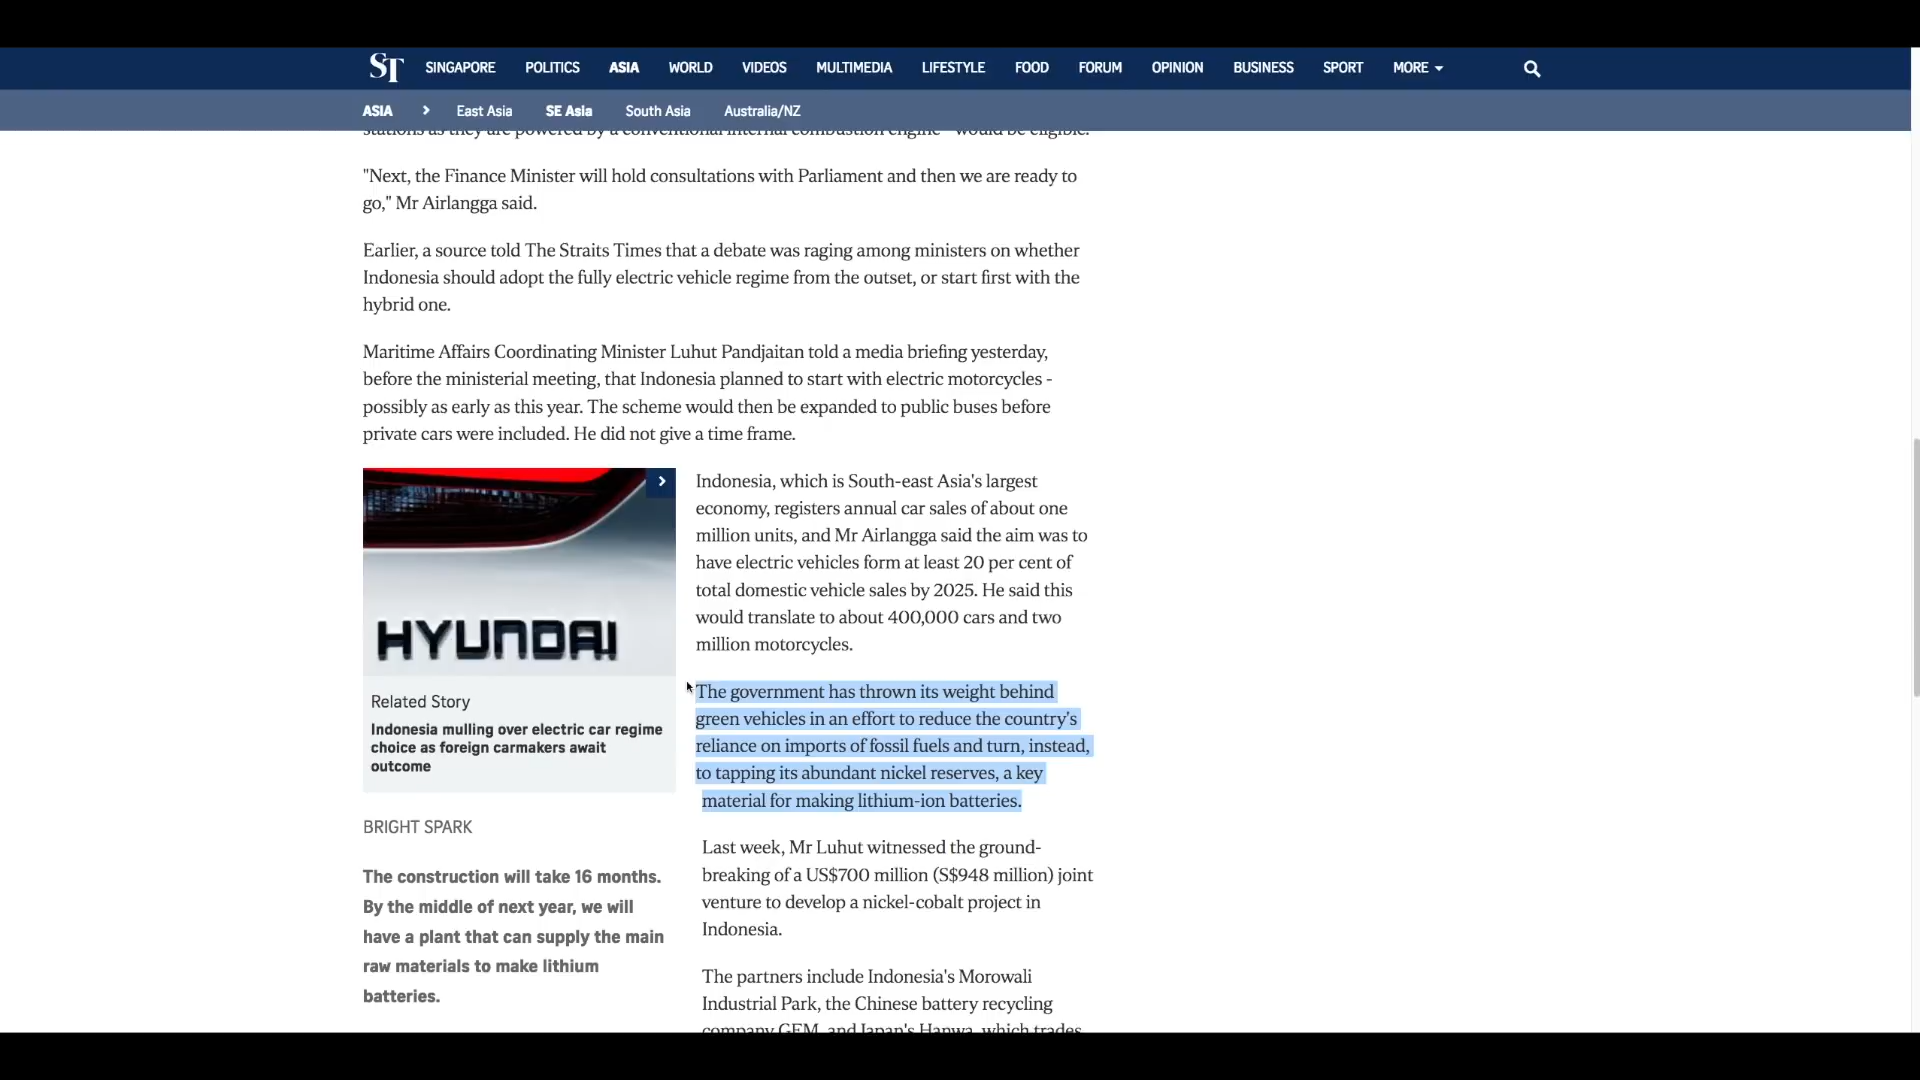 ST SINGAPORE POLITICS ASIA WORLD VIDEOS MULTIMEDIA LIFESTYLE FOOD FORUM OPINION BUSINESS SPORT MORE
ASIA East Asia SE Asia South Asia Australia/NZ
stations as they are powered by a conventional internal combustion engine - would be eligible.
"Next, the Finance Minister will hold consultations with Parliament and then we are ready to
go," Mr Airlangga said.
Earlier, a source told The Straits Times that a debate was raging among ministers on whether
Indonesia should adopt the fully electric vehicle regime from the outset, or start first with the
hybrid one.
Maritime Affairs Coordinating Minister Luhut Pandjaitan told a media briefing yesterday,
before the ministerial meeting, that Indonesia planned to start with electric motorcycles -
possibly as early as this year. The scheme would then be expanded to public buses before
private cars were included. He did not give a time frame.
HYUNDAI
Related Story
Indonesia mulling over electric car regime
choice as foreign carmakers await
outcome
BRIGHT SPARK
The construction will take 16 months.
By the middle of next year, we will
have a plant that can supply the main
raw materials to make lithium
batteries.
Indonesia, which is South-east Asia's largest
economy, registers annual car sales of about one
million units, and Mr Airlangga said the aim was to
have electric vehicles form at least 20 per cent of
total domestic vehicle sales by 2025. He said this
would translate to about 400,000 cars and two
million motorcycles.
The government has thrown its weight behind
green vehicles in an effort to reduce the country's
reliance on imports of fossil fuels and turn, instead,
to tapping its abundant nickel reserves, a key
material for making lithium-ion batteries.
Last week, Mr Luhut witnessed the ground-
breaking of a US$700 million (S$948 million) joint
venture to develop a nickel-cobalt project in
Indonesia.
The partners include Indonesia's Morowali
Industrial Park, the Chinese battery recycling
company GEM, and Japan's Hanwa, which trades